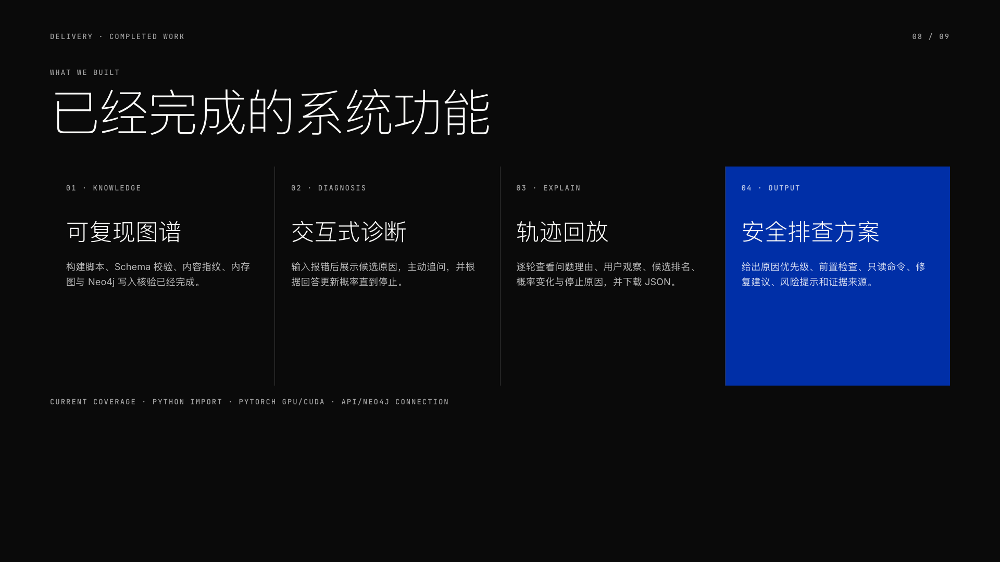 DELIVERY · COMPLETED WORK
08 / 09
WHAT WE BUILT
已经完成的系统功能
01 · KNOWLEDGE
可复现图谱
构建脚本、Schema 校验、内容指纹、内存
图与 Neo4j 写入核验已经完成。
02 · DIAGNOSIS
交互式诊断
输入报错后展示候选原因，主动追问，并根
据回答更新概率直到停止。
03 · EXPLAIN
轨迹回放
逐轮查看问题理由、用户观察、候选排名、
概率变化与停止原因，并下载 JSON。
04 · OUTPUT
安全排查方案
给出原因优先级、前置检查、只读命令、修
复建议、风险提示和证据来源。
CURRENT COVERAGE · PYTHON IMPORT · PYTORCH GPU/CUDA · API/NEO4J CONNECTION